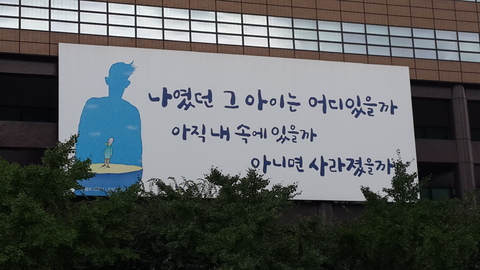 나였던 그 아이는 어디있을까
아직 내 속에 있을까
아니면 사라졌을까